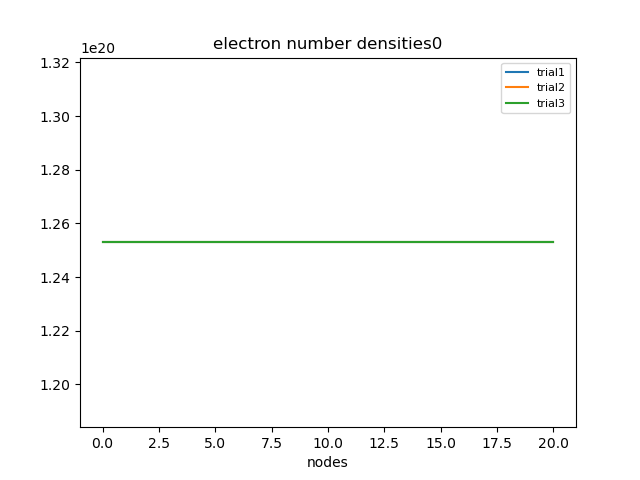 electron number densities0
1e20
1.32
1.30
1.28
1.26
1.24
1.22
1.20
trial1
trial2
trial3
0.0 2.5 5.0 7.5 10.0 12.5 15.0 17.5 20.0
nodes